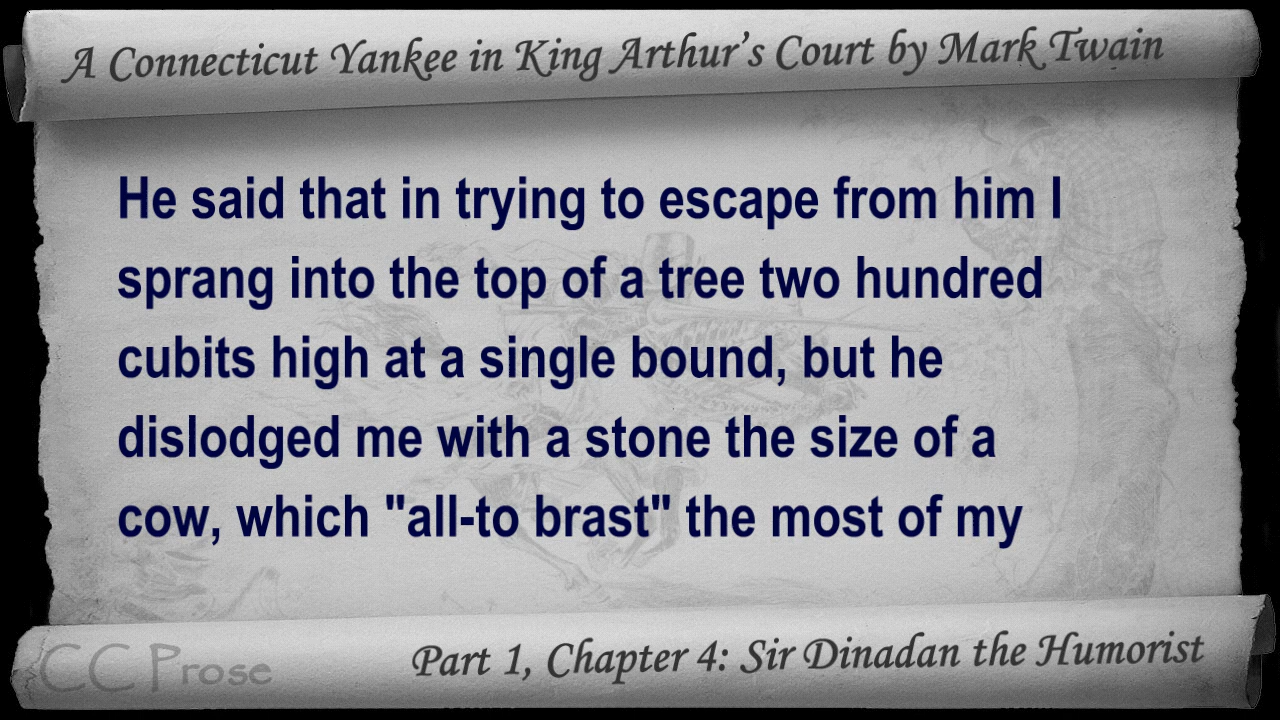 A Connecticut Yankee in King Arthur's Court by Mark Twain
He said that in trying to escape from him I
sprang into the top of a tree two hundred
cubits high at a single bound, but he
dislodged me with a stone the size of a
cow, which "all-to brast" the most of my
CC Prose
Part 1, Chapter 4: Sir Dinadan the Humorist